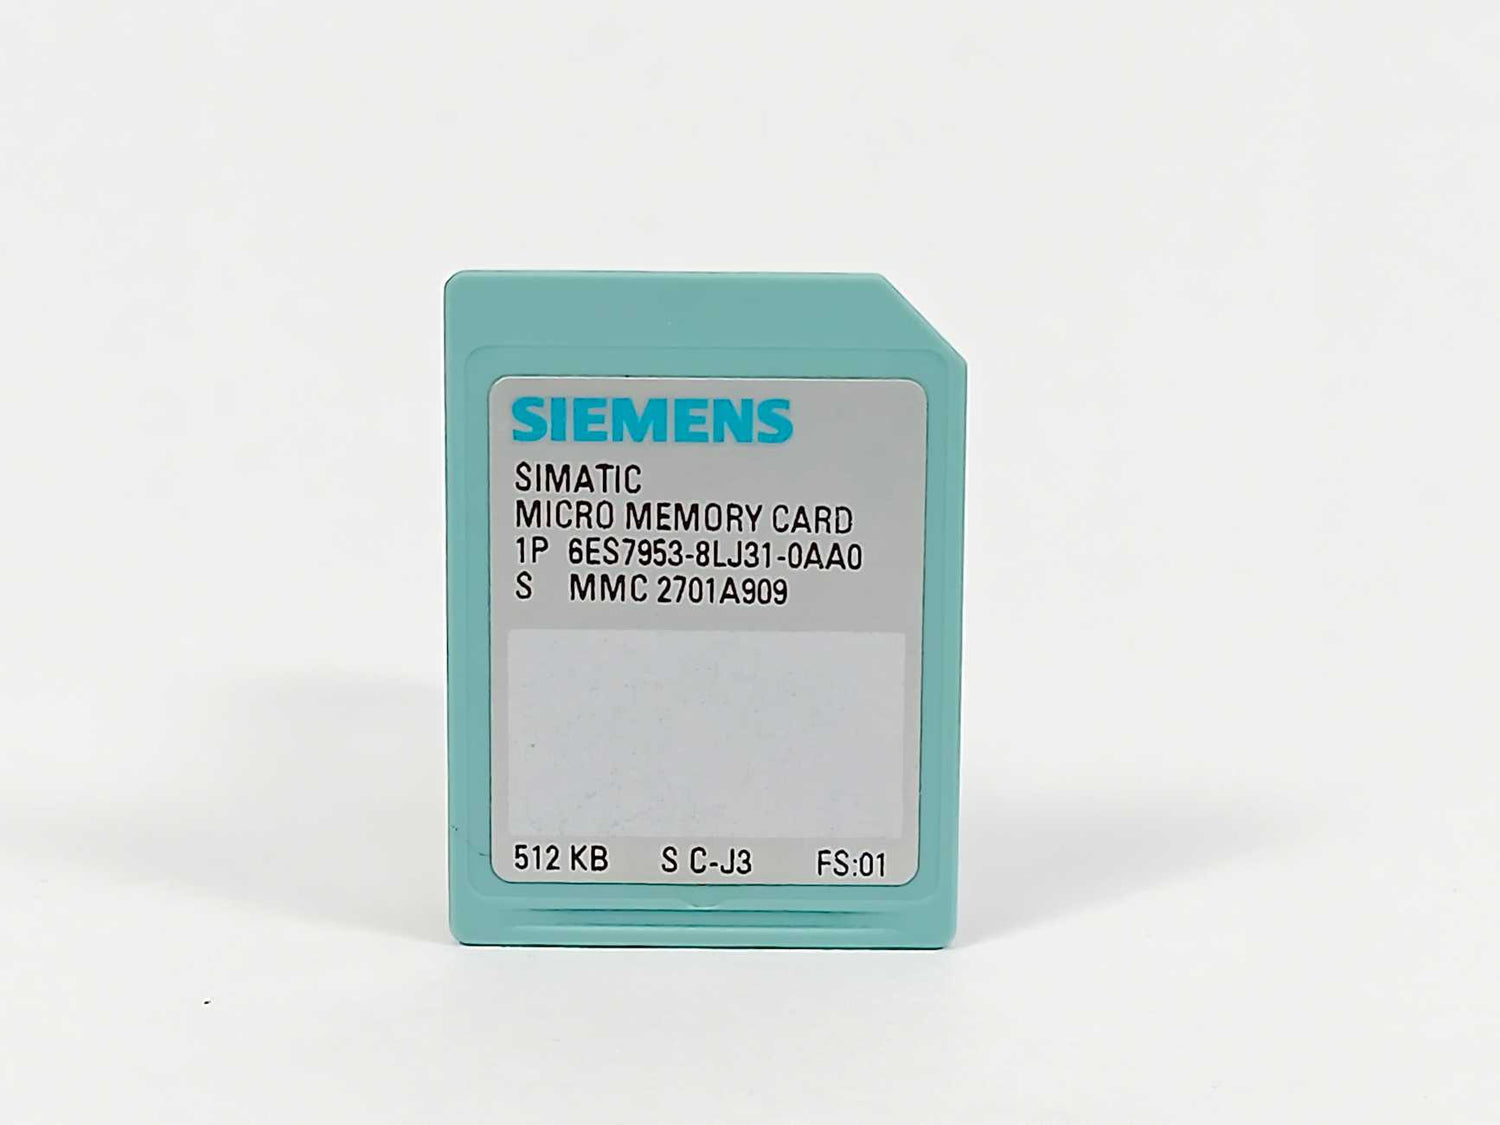 SIEMENS
SIMATIC
MICRO MEMORY CARD
1P 6ES7953-8LJ31-0AA0
S MMC 2701A909
512 KB S C-J3 FS:01